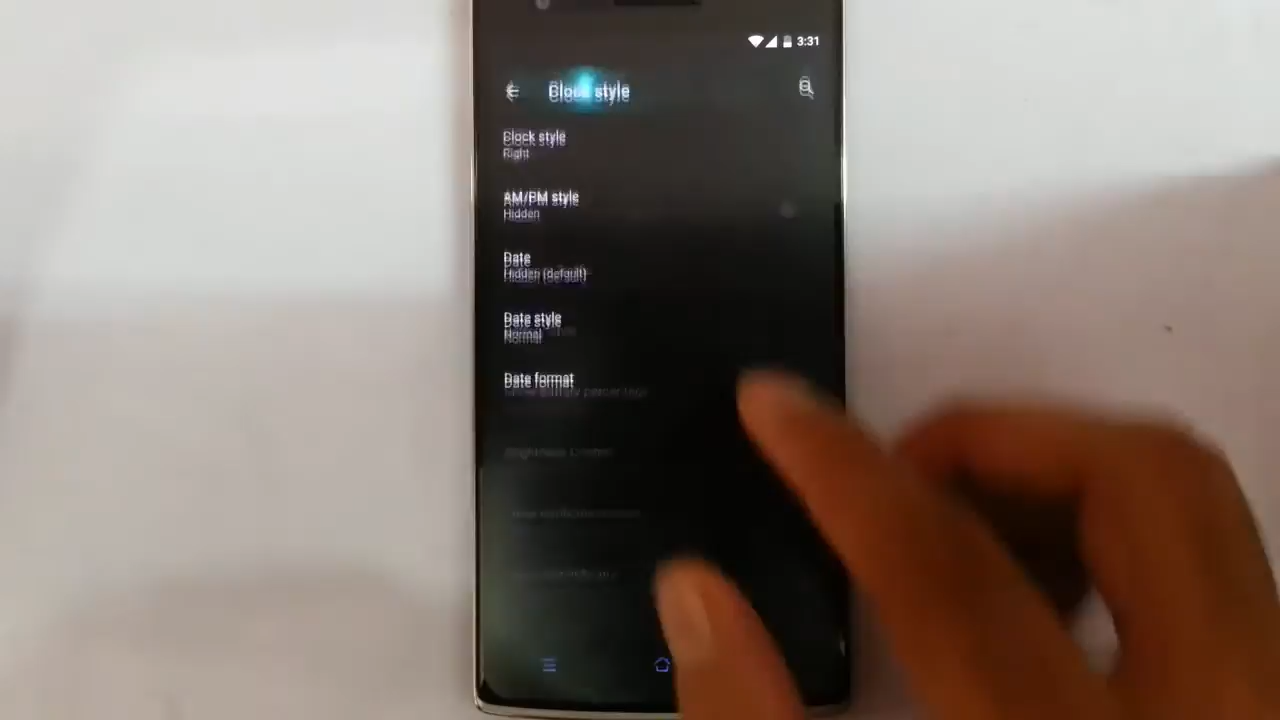 3:31
Clock style
Clock style
Right
AM/PM style
Hidden
Date
Hidden (default)
Date style
Normal
Date format